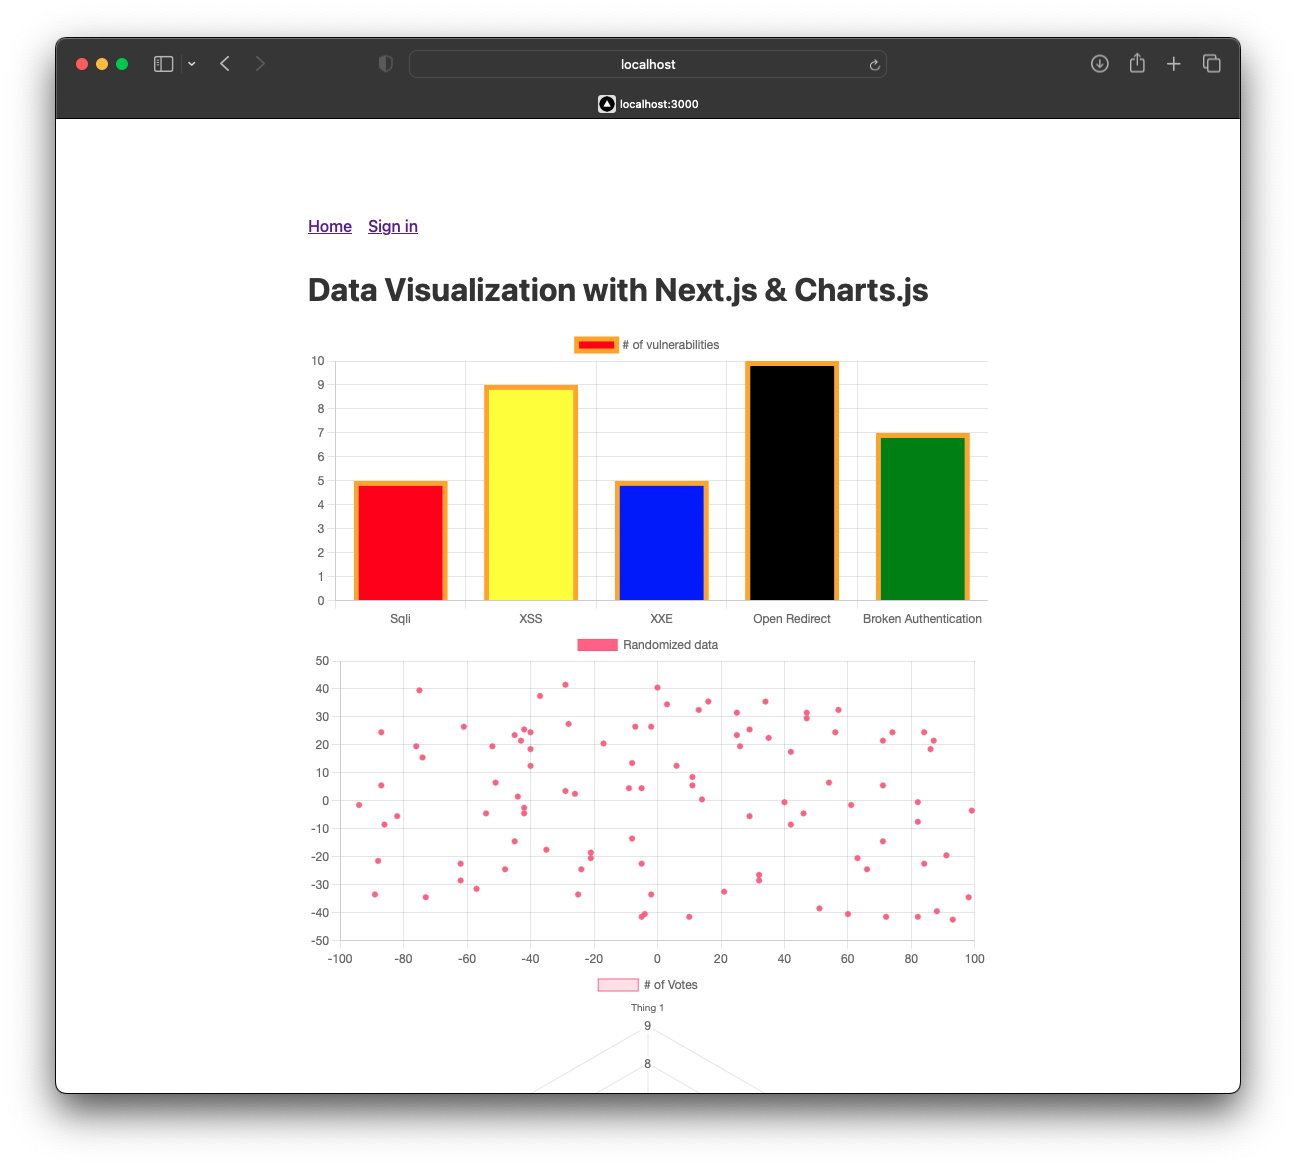 localhost
localhost:3000
Home Sign in
Data Visualization with Next.js & Charts.js
# of vulnerabilities
10
9
8
7
6
5
4
3
2
1
0
Sqli XSS XXE Open Redirect Broken Authentication
Randomized data
50
40
30
20
10
0
-10
-20
-30
-40
-50
-100 -80 -60 -40 -20 0 20 40 60 80 100
# of Votes
Thing 1
9
8